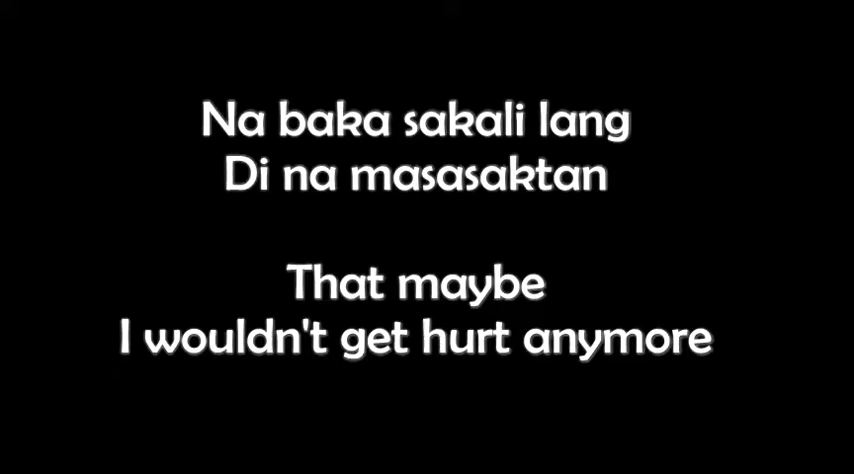 Na baka sakali lang
Di na masasaktan
That maybe
I wouldn't get hurt anymore